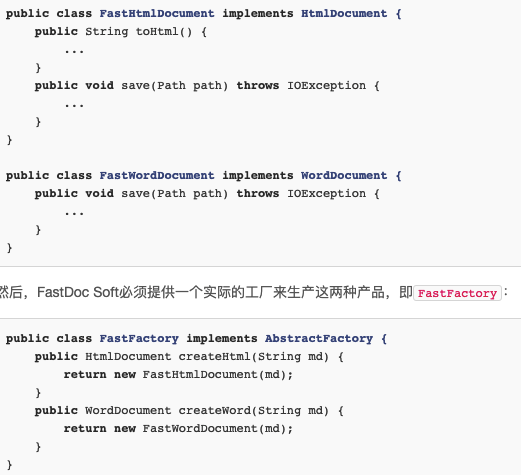 public class FastHtmlDocument implements HtmlDocument {
    public String toHtml() {
        ...
    }
    public void save(Path path) throws IOException {
        ...
    }
}
public class FastWordDocument implements WordDocument {
    public void save(Path path) throws IOException {
        ...
    }
}
然后，FastDoc Soft必须提供一个实际的工厂来生产这两种产品，即FastFactory：
public class FastFactory implements AbstractFactory {
    public HtmlDocument createHtml(String md) {
        return new FastHtmlDocument(md);
    }
    public WordDocument createWord(String md) {
        return new FastWordDocument(md);
    }
}